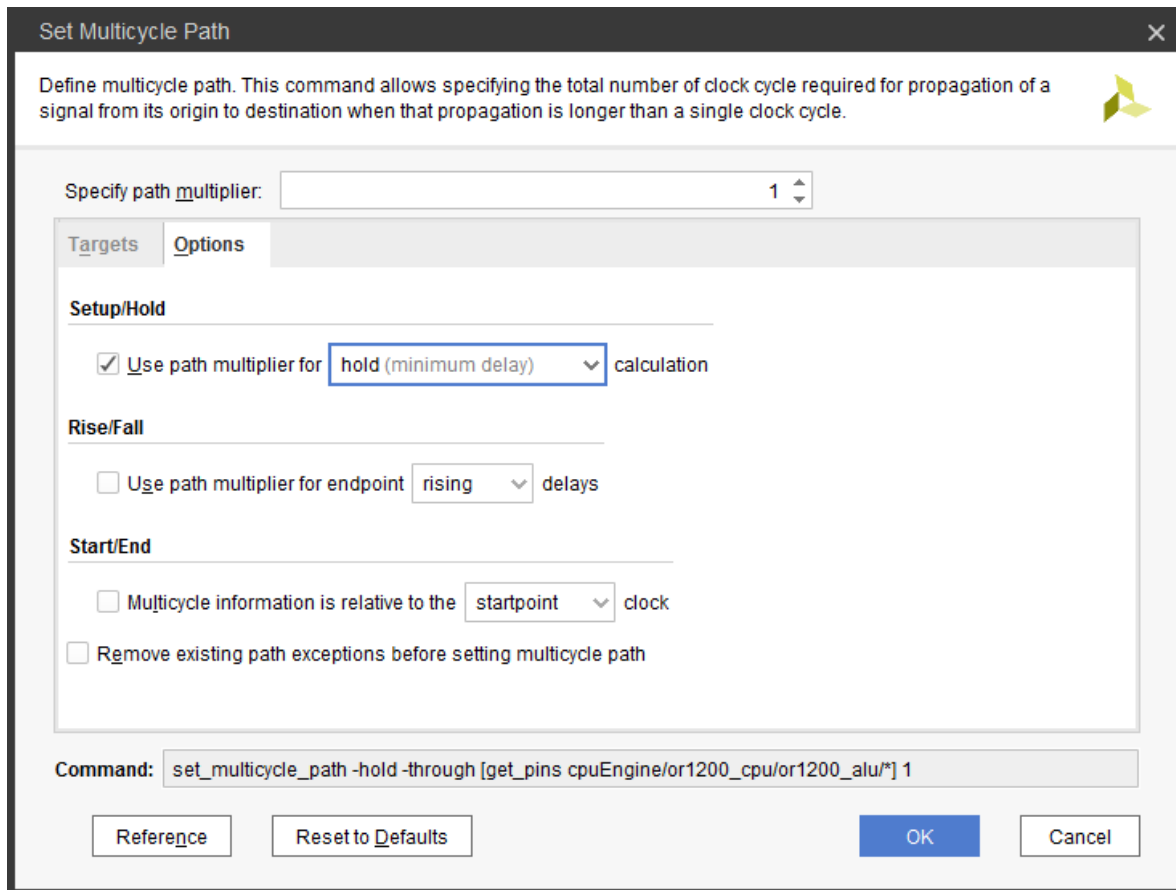 Set Multicycle Path
Define multicycle path. This command allows specifying the total number of clock cycle required for propagation of a
signal from its origin to destination when that propagation is longer than a single clock cycle.
Specify path multiplier: 1
Targets Options
Setup/Hold
Use path multiplier for hold (minimum delay) calculation
Rise/Fall
Use path multiplier for endpoint rising delays
Start/End
Multicycle information is relative to the startpoint clock
Remove existing path exceptions before setting multicycle path
Command: set_multicycle_path -hold -through [get_pins cpuEngine/or1200_cpu/or1200_alu/*] 1
Reference Reset to Defaults OK Cancel